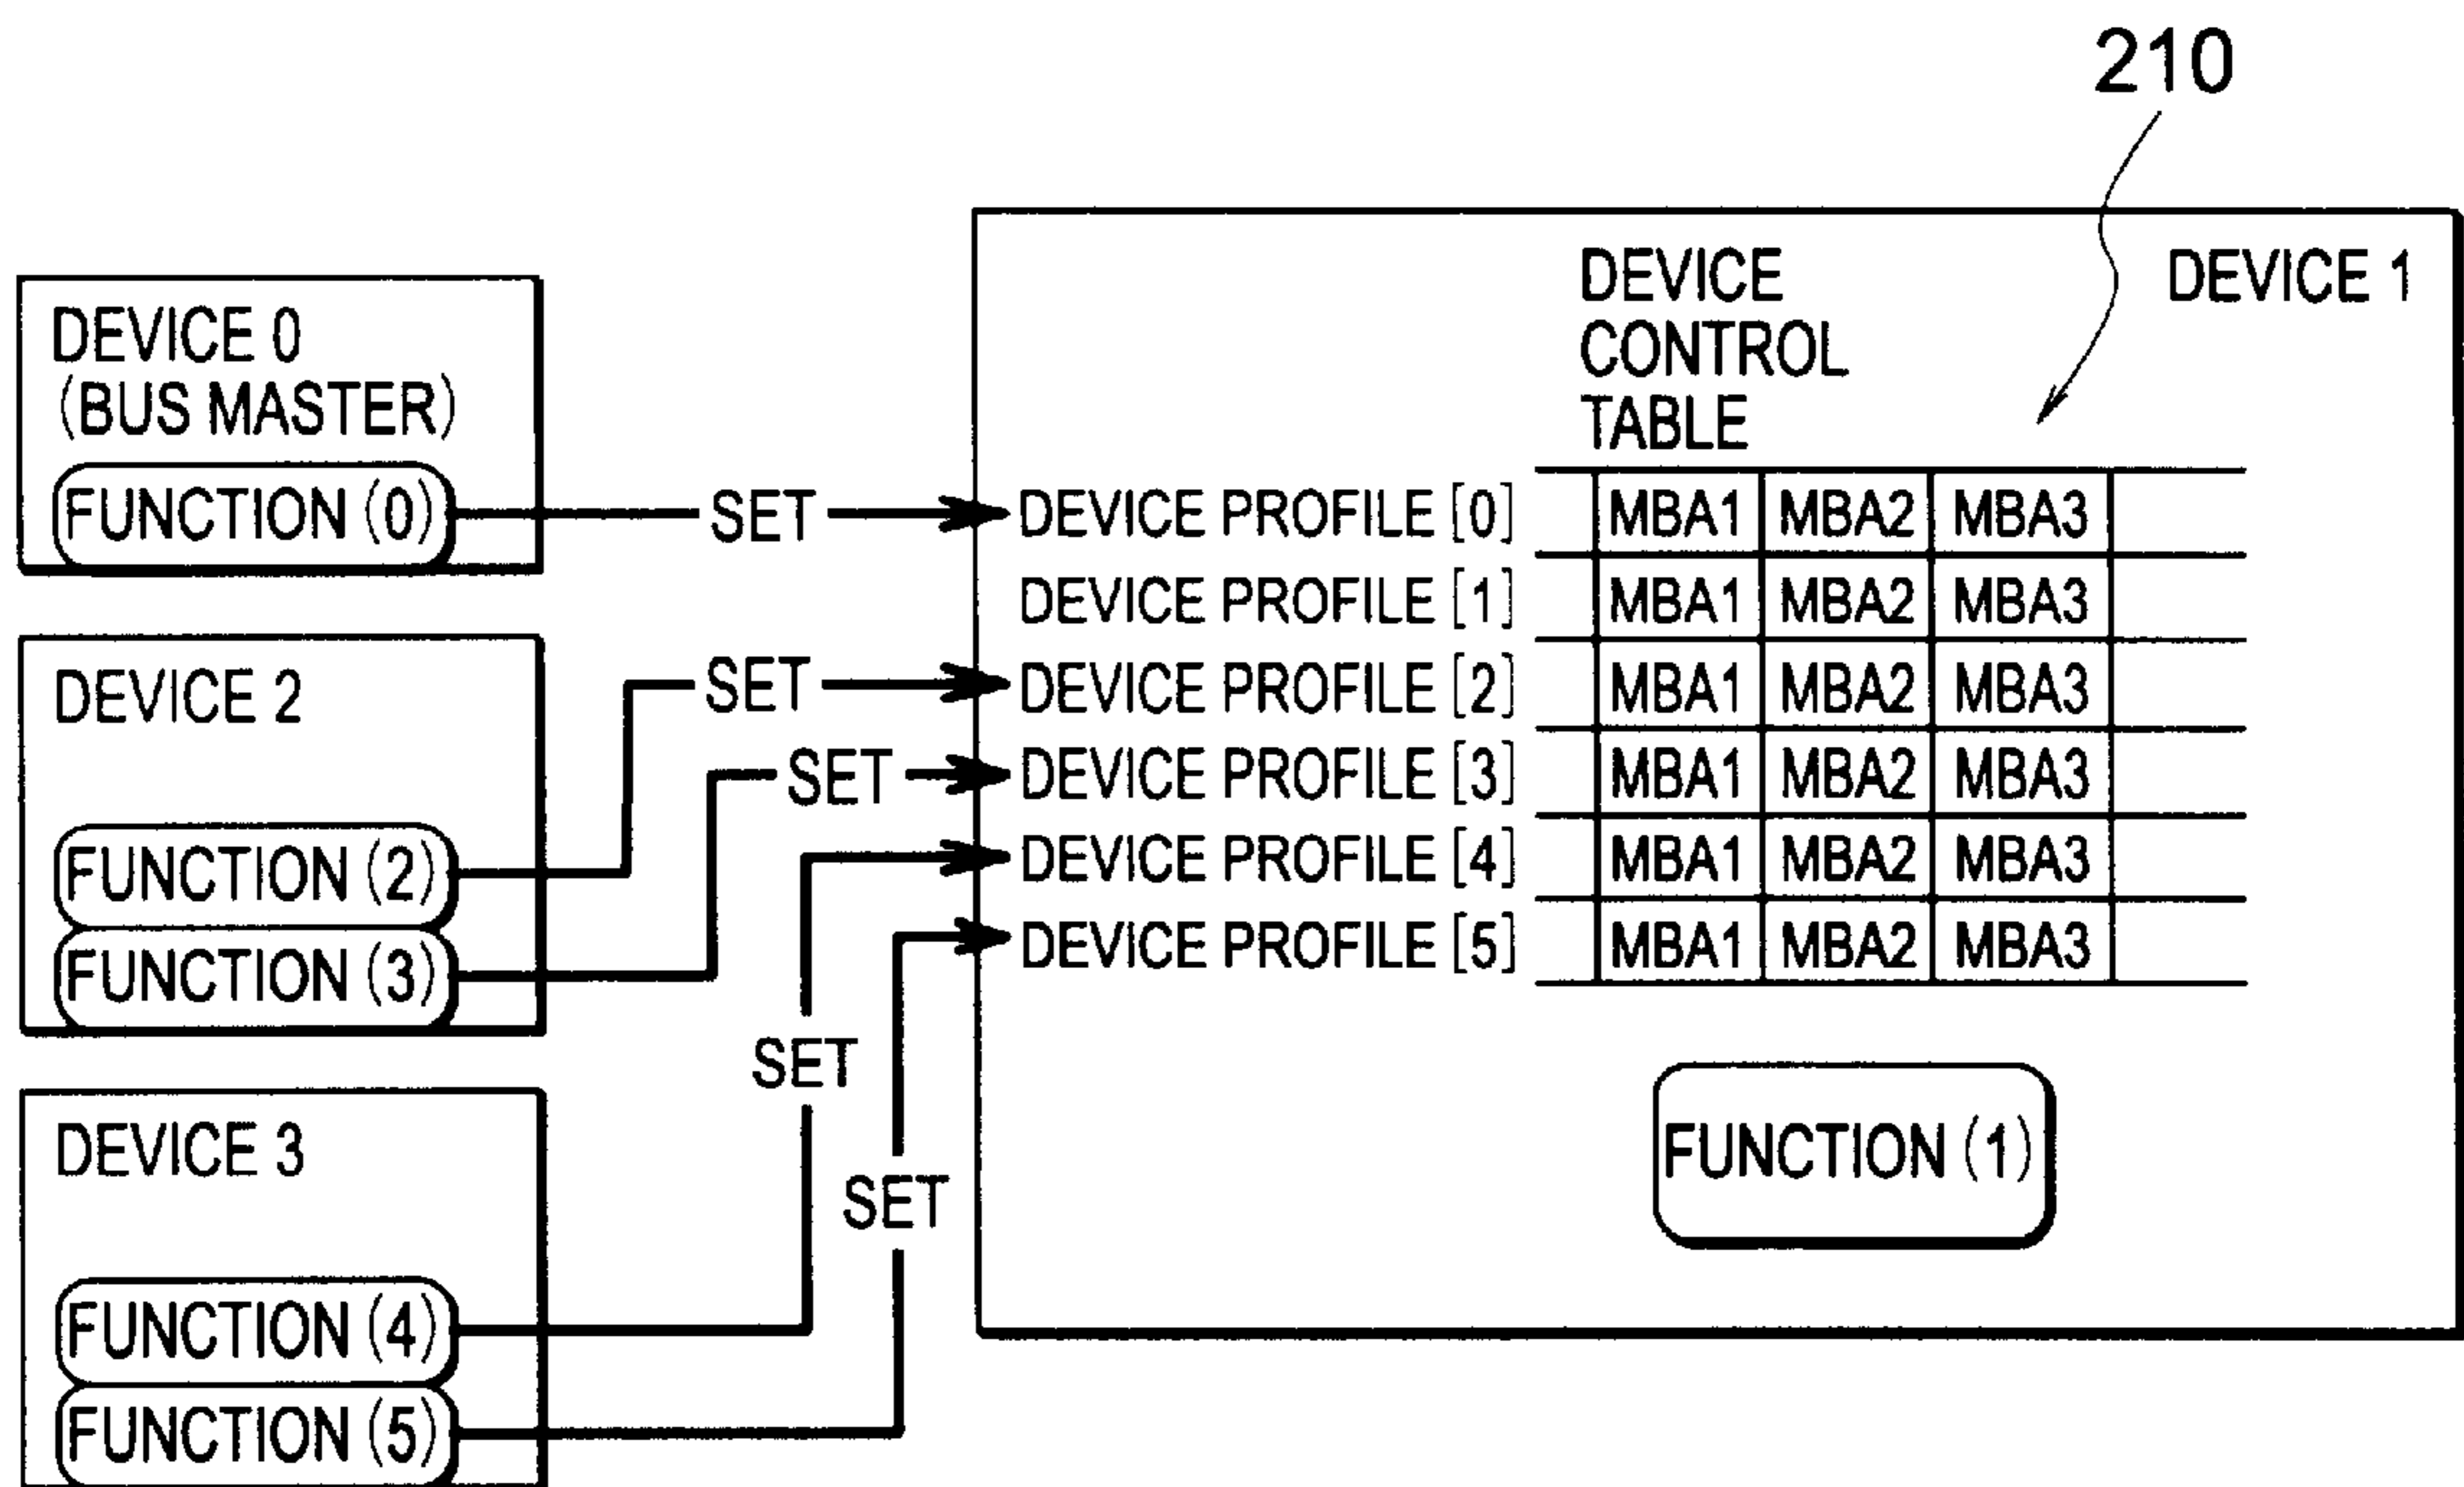 210
DEVICE 0
(BUS MASTER)
FUNCTION (0)
DEVICE 2
FUNCTION (2)
FUNCTION (3)
DEVICE 3
FUNCTION (4)
FUNCTION (5)
SET
SET
SET
SET
SET
DEVICE
CONTROL
TABLE
DEVICE 1
DEVICE PROFILE [0] MBA1 MBA2 MBA3
DEVICE PROFILE [1] MBA1 MBA2 MBA3
DEVICE PROFILE [2] MBA1 MBA2 MBA3
DEVICE PROFILE [3] MBA1 MBA2 MBA3
DEVICE PROFILE [4] MBA1 MBA2 MBA3
DEVICE PROFILE [5] MBA1 MBA2 MBA3
FUNCTION (1)